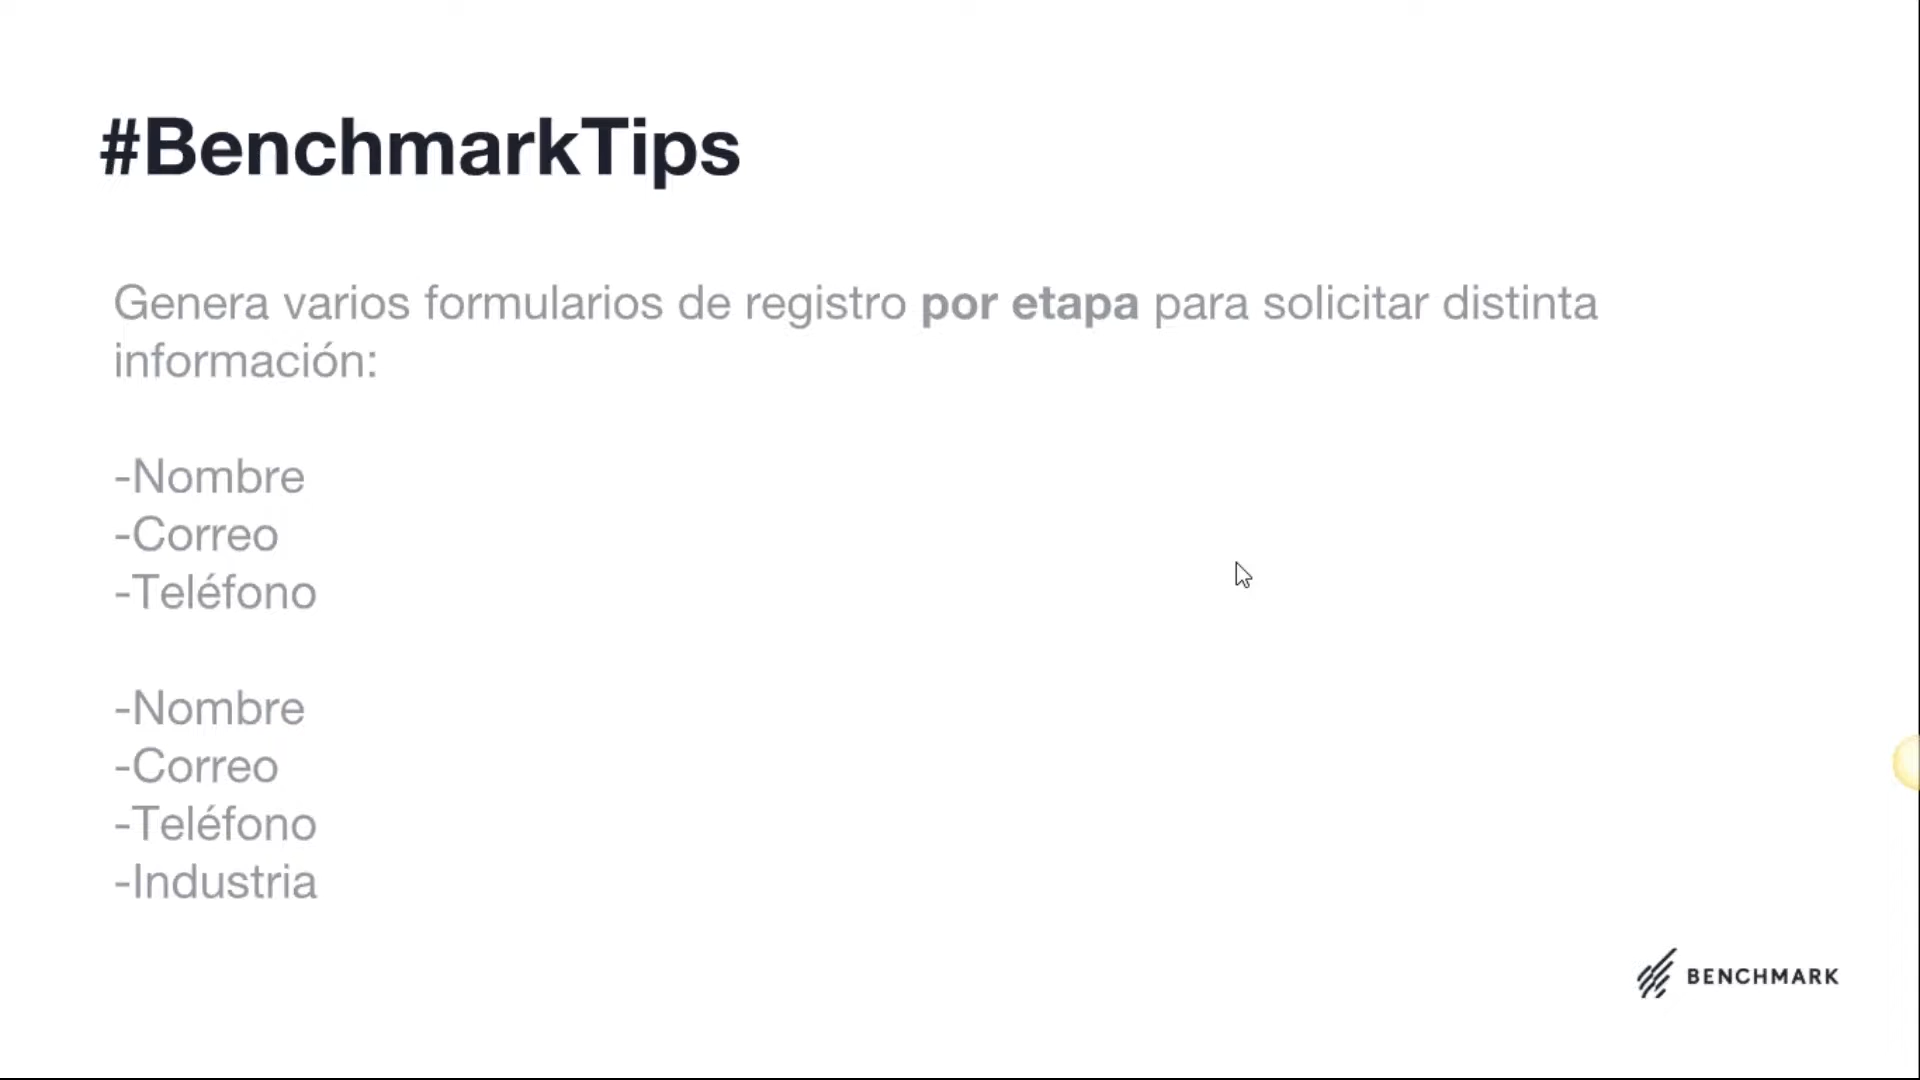 #BenchmarkTips
Genera varios formularios de registro por etapa para solicitar distinta
información:
-Nombre
-Correo
-Teléfono
-Nombre
-Correo
-Teléfono
-Industria
BENCHMARK